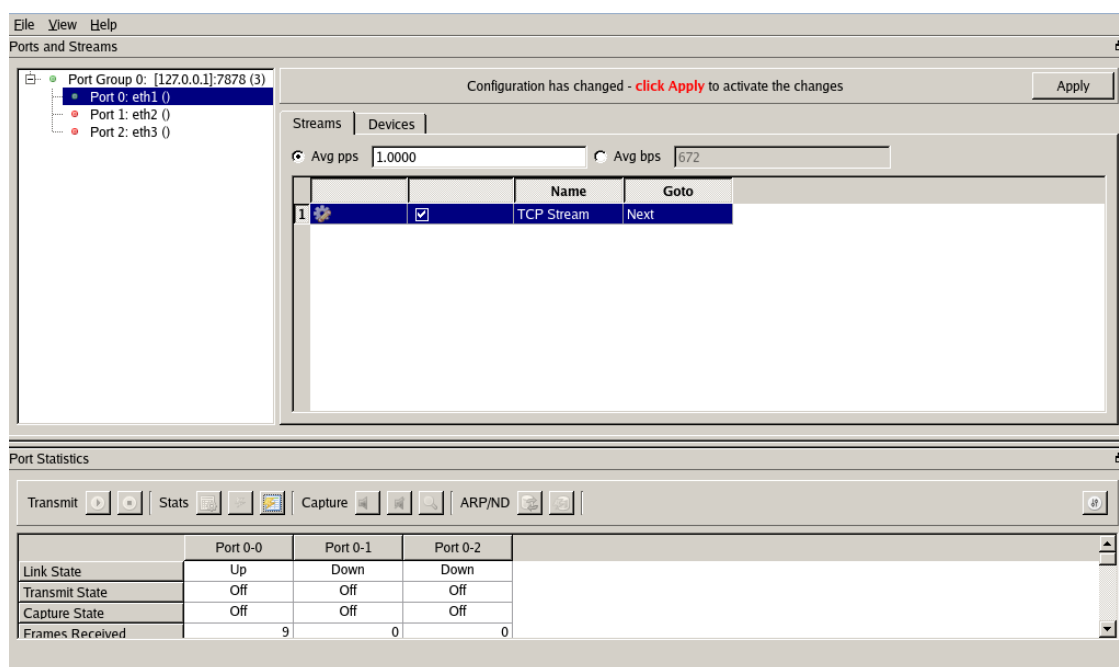 File View Help
Ports and Streams
Port Group 0: [127.0.0.1]:7878 (3)
Port 0: eth1 ()
Port 1: eth2 ()
Port 2: eth3 ()
Configuration has changed - click Apply to activate the changes
Apply
Streams Devices
Avg pps 1.0000 Avg bps 672
Name Goto
1 TCP Stream Next
Port Statistics
Transmit Stats Capture ARP/ND
Port 0-0 Port 0-1 Port 0-2
Link State Up Down Down
Transmit State Off Off Off
Capture State Off Off Off
Frames Received 9 0 0